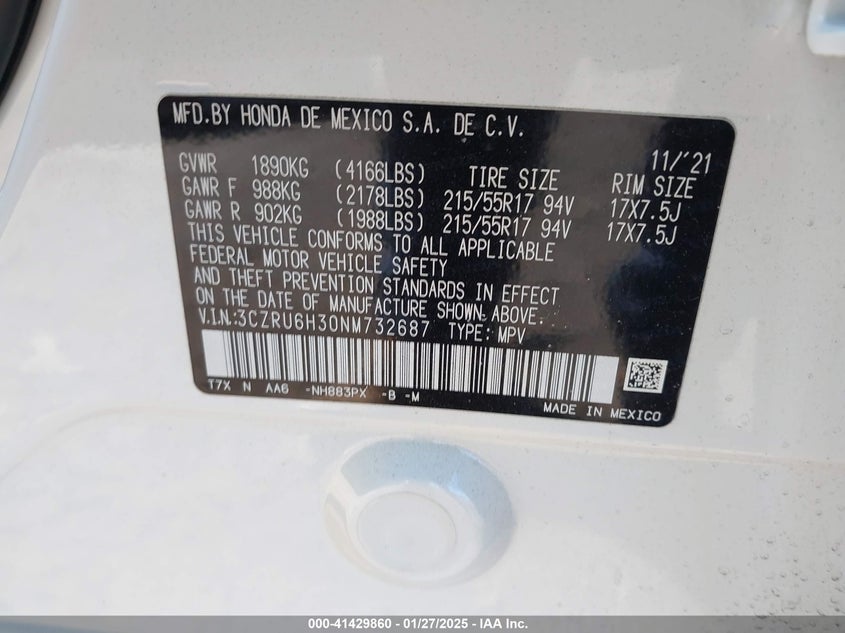 MFD.BY HONDA DE MEXICO S.A. DE C.V.
11/'21
GVWR 1890KG (4166LBS) TIRE SIZE RIM SIZE
GAWR F 988KG (2178LBS) 215/55R17 94V 17X7.5J
GAWR R 902KG (1988LBS) 215/55R17 94V 17X7.5J
THIS VEHICLE CONFORMS TO ALL APPLICABLE
FEDERAL MOTOR VEHICLE SAFETY
AND THEFT PREVENTION STANDARDS IN EFFECT
ON THE DATE OF MANUFACTURE SHOWN ABOVE.
V.I.N.:3CZRU6H30NM732687 TYPE: MPV
T7X N AA6 -NH883PX -B -M
MADE IN MEXICO
000-41429860 - 01/27/2025 - IAA Inc.